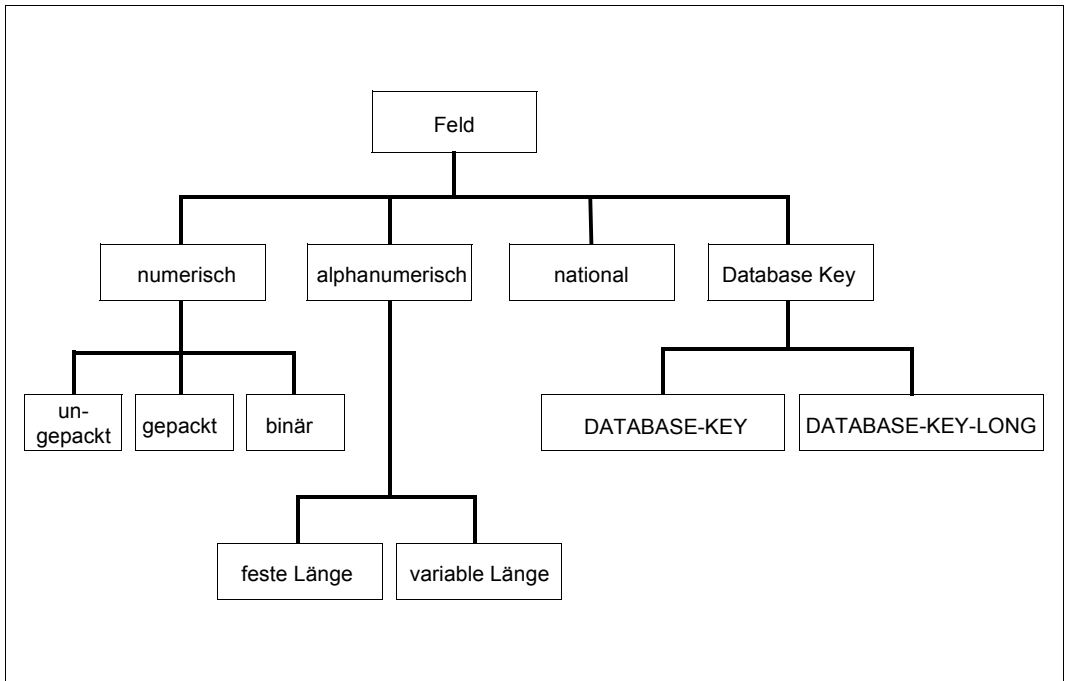 Feld
numerisch
alphanumerisch
national
Database Key
un-
gepackt
gepackt
binär
DATABASE-KEY
DATABASE-KEY-LONG
feste Länge
variable Länge